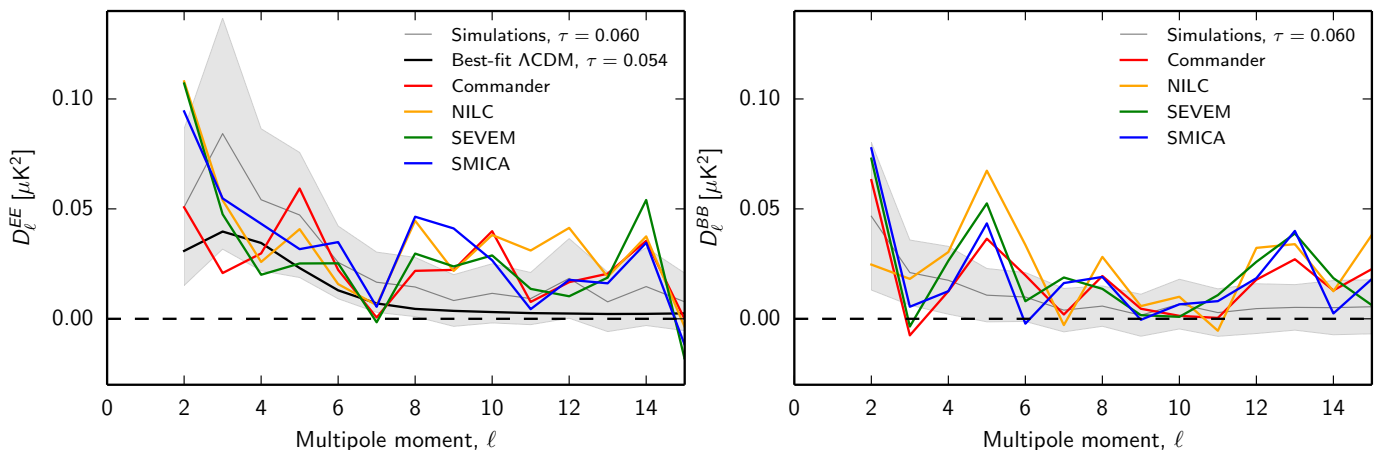 D_ℓ^{EE} [μK²]
0.10
0.05
0.00
Simulations, τ = 0.060
Best-fit ΛCDM, τ = 0.054
Commander
NILC
SEVEM
SMICA
0 2 4 6 8 10 12 14
Multipole moment, ℓ
D_ℓ^{BB} [μK²]
0.10
0.05
0.00
Simulations, τ = 0.060
Commander
NILC
SEVEM
SMICA
0 2 4 6 8 10 12 14
Multipole moment, ℓ